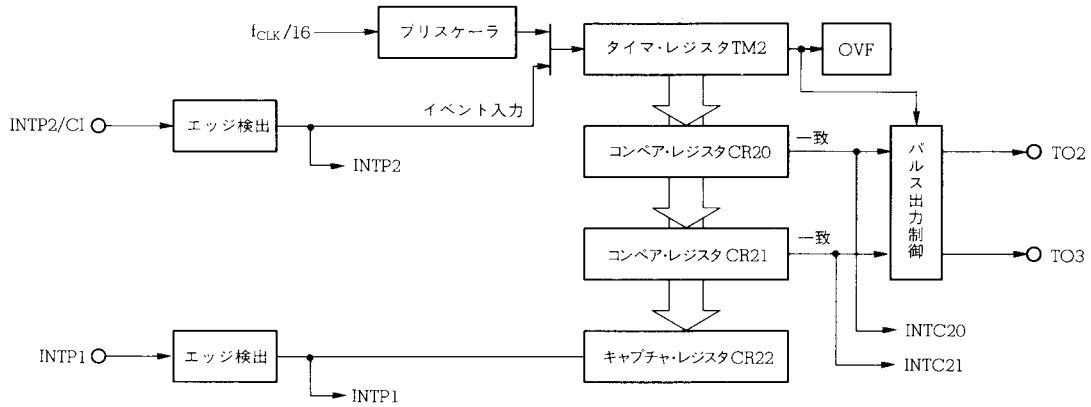 fCLK/16
プリスケーラ
タイマ・レジスタTM2
OVF
INTP2/CI
エッジ検出
イベント入力
INTP2
コンペア・レジスタCR20
一致
パルス出力制御
TO2
コンペア・レジスタCR21
一致
TO3
INTC20
INTP1
エッジ検出
キャプチャ・レジスタCR22
INTC21
INTP1